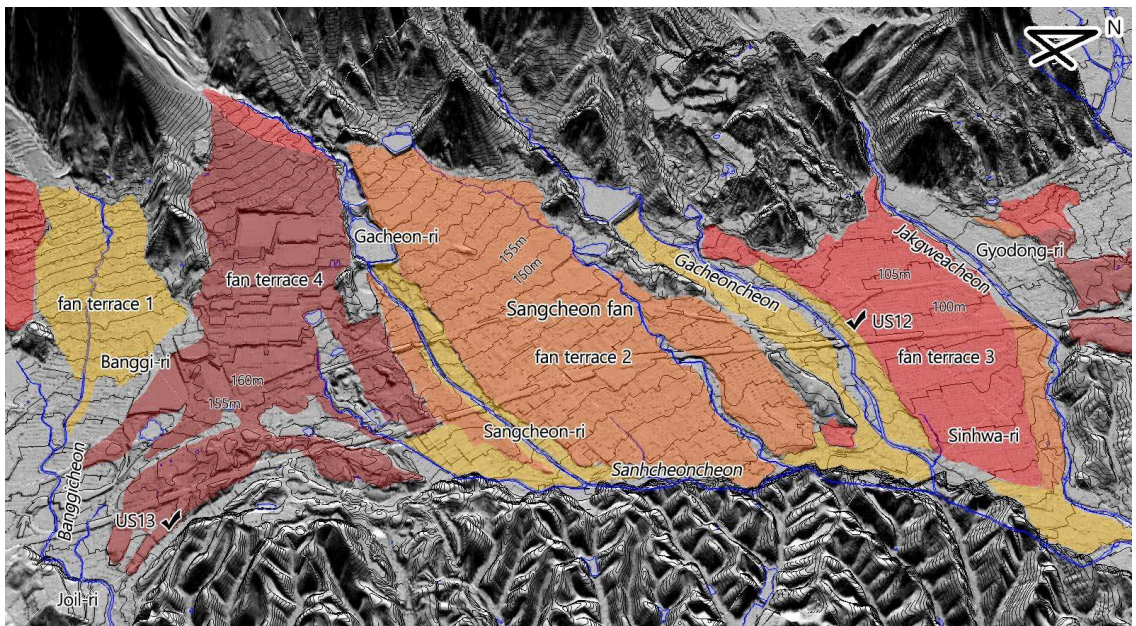 N
Gacheon-ri
Jakgweacheon
Gyodong-ri
155m
150m
Gacheoncheon
105m
100m
fan terrace 4
fan terrace 1
Sangcheon fan
US12
fan terrace 2
fan terrace 3
Banggi-ri
160m
155m
Sangcheon-ri
Sinhwa-ri
Sanhcheoncheon
Banggicheon
US13
Joil-ri